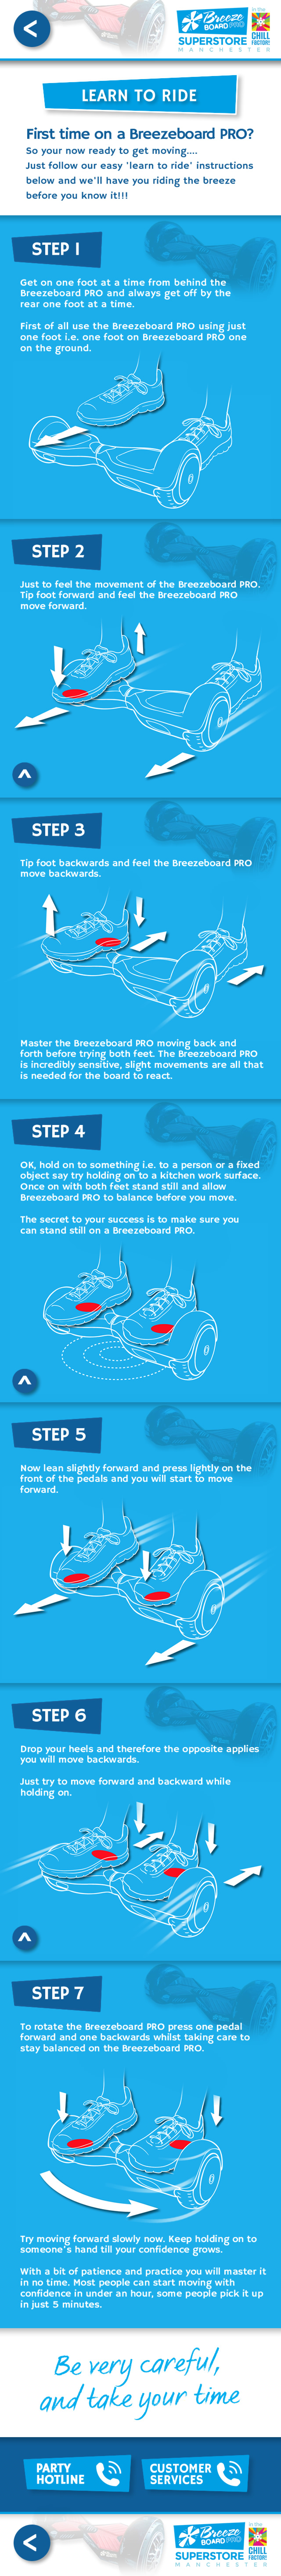 in the
Breeze
BOARD PRO
SUPERSTORE
CHILL
FACTORe
MANCHESTER
LEARN TO RIDE
First time on a Breezeboard PRO?
So your now ready to get moving....
Just follow our easy 'learn to ride' instructions
below and we'll have you riding the breeze
before you know it!!!
STEP 1
Get on one foot at a time from behind the
Breezeboard PRO and always get off by the
rear one foot at a time.
First of all use the Breezeboard PRO using just
one foot i.e. one foot on Breezeboard PRO one
on the ground.
STEP 2
Just to feel the movement of the Breezeboard PRO.
Tip foot forward and feel the Breezeboard PRO
move forward.
STEP 3
Tip foot backwards and feel the Breezeboard PRO
move backwards.
Master the Breezeboard PRO moving back and
forth before trying both feet. The Breezeboard PRO
is incredibly sensitive, slight movements are all that
is needed for the board to react.
STEP 4
OK, hold on to something i.e. to a person or a fixed
object say try holding on to a kitchen work surface.
Once on with both feet stand still and allow
Breezeboard PRO to balance before you move.
The secret to your success is to make sure you
can stand still on a Breezeboard PRO.
STEP 5
Now lean slightly forward and press lightly on the
front of the pedals and you will start to move
forward.
STEP 6
Drop your heels and therefore the opposite applies
you will move backwards.
Just try to move forward and backward while
holding on.
STEP 7
To rotate the Breezeboard PRO press one pedal
forward and one backwards whilst taking care to
stay balanced on the Breezeboard PRO.
Try moving forward slowly now. Keep holding on to
someone's hand till your confidence grows.
With a bit of patience and practice you will master it
in no time. Most people can start moving with
confidence in under an hour, some people pick it up
in just 5 minutes.
Be very careful,
and take your time
PARTY
HOTLINE
CUSTOMER
SERVICES
in the
Breeze
BOARD PRO
SUPERSTORE
CHILL
FACTORe
MANCHESTER